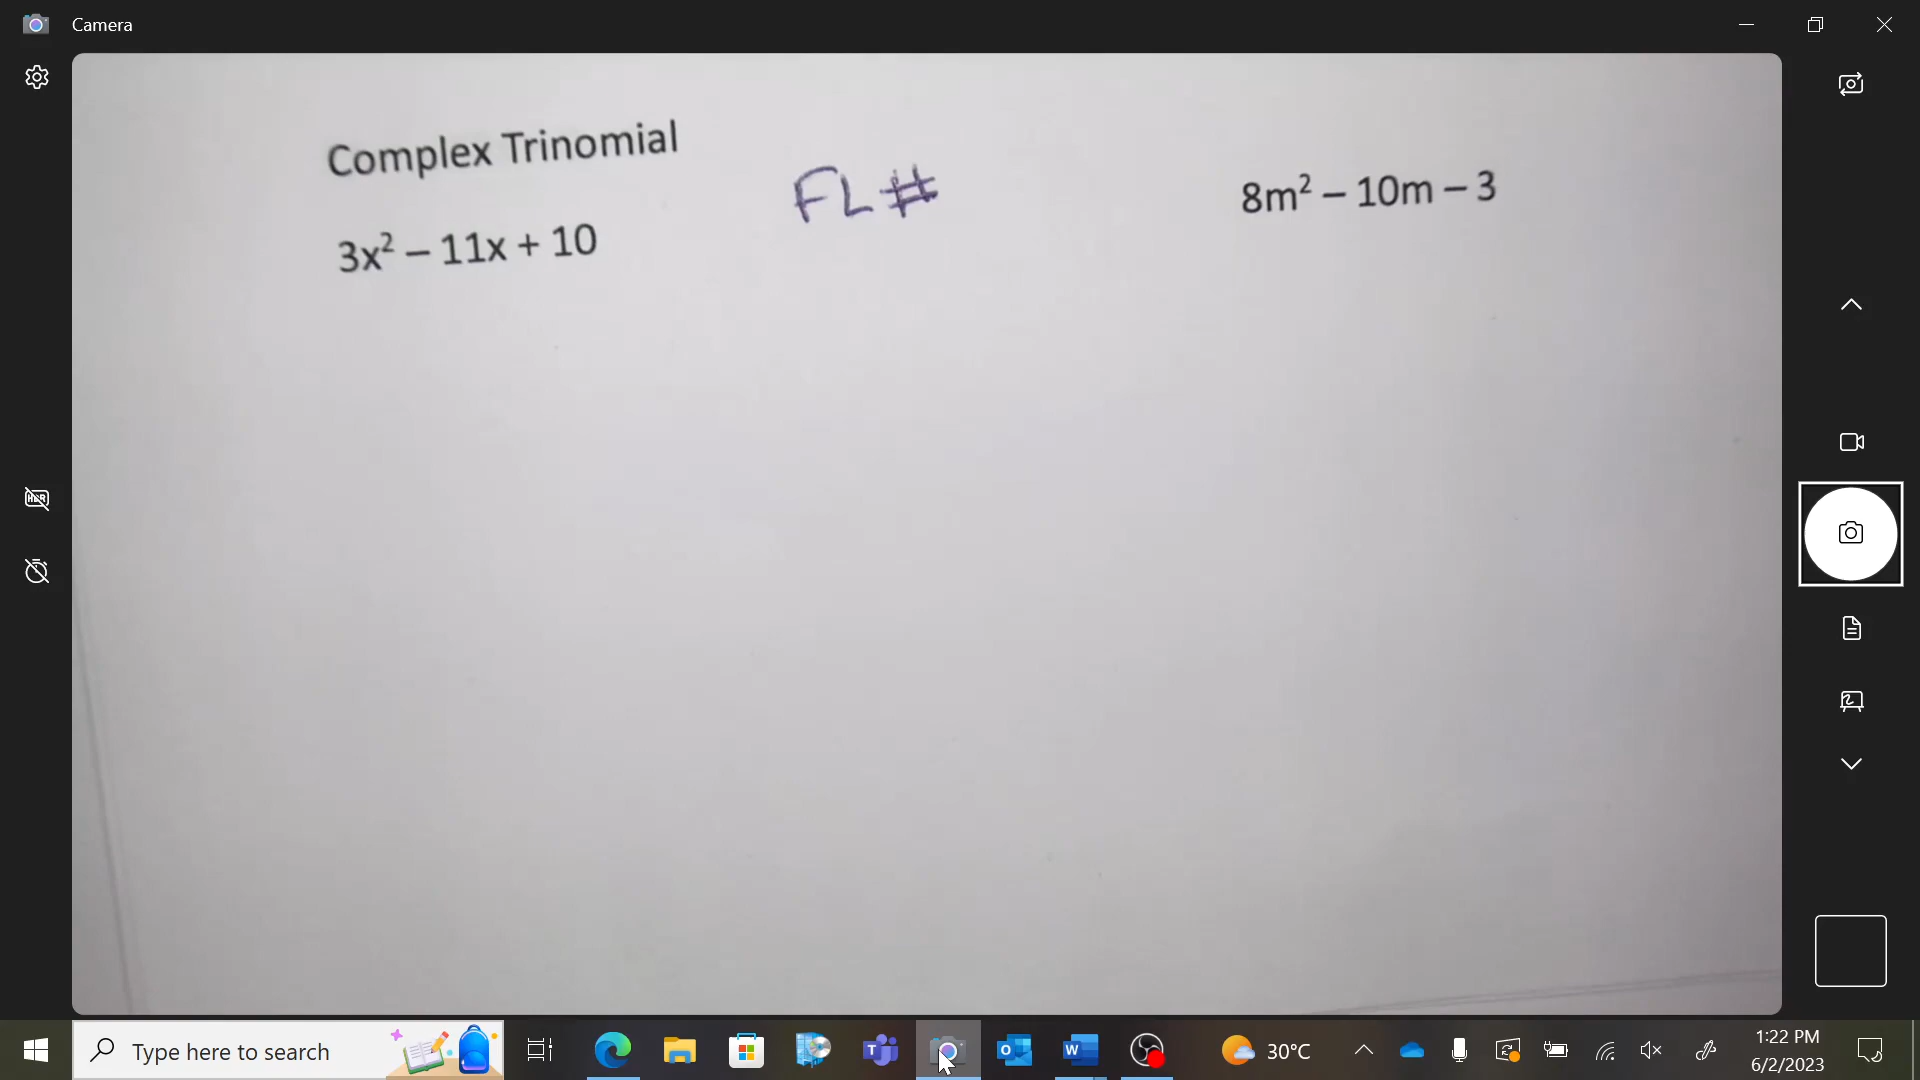 Camera
Complex Trinomial
FL #
8m² – 10m – 3
3x² – 11x + 10
HDR
Type here to search
30°C
1:22 PM
6/2/2023